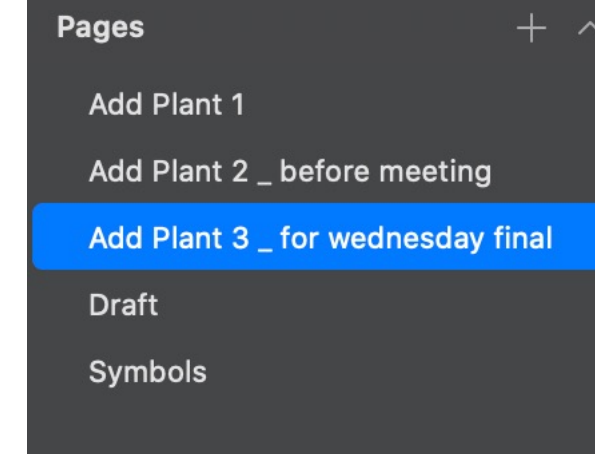 Pages
Add Plant 1
Add Plant 2 _ before meeting
Add Plant 3 _ for wednesday final
Draft
Symbols